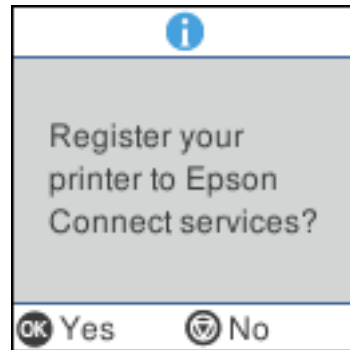 Register your
printer to Epson
Connect services?
OK Yes No